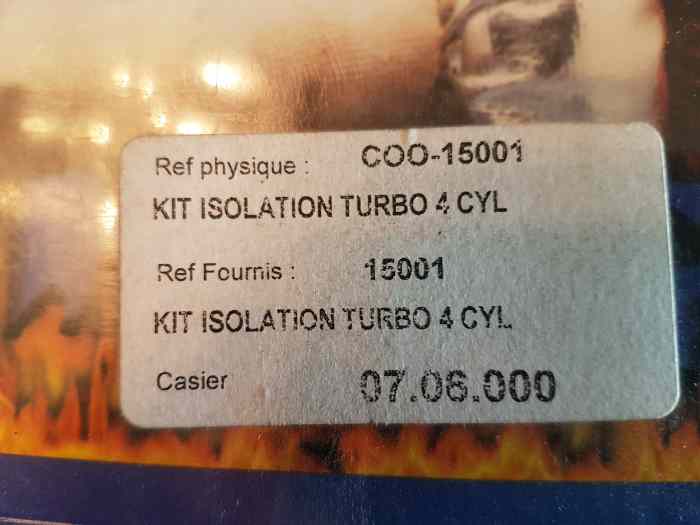 Ref physique : COO-15001
KIT ISOLATION TURBO 4 CYL
Ref Fournis : 15001
KIT ISOLATION TURBO 4 CYL
Casier 07.06.000